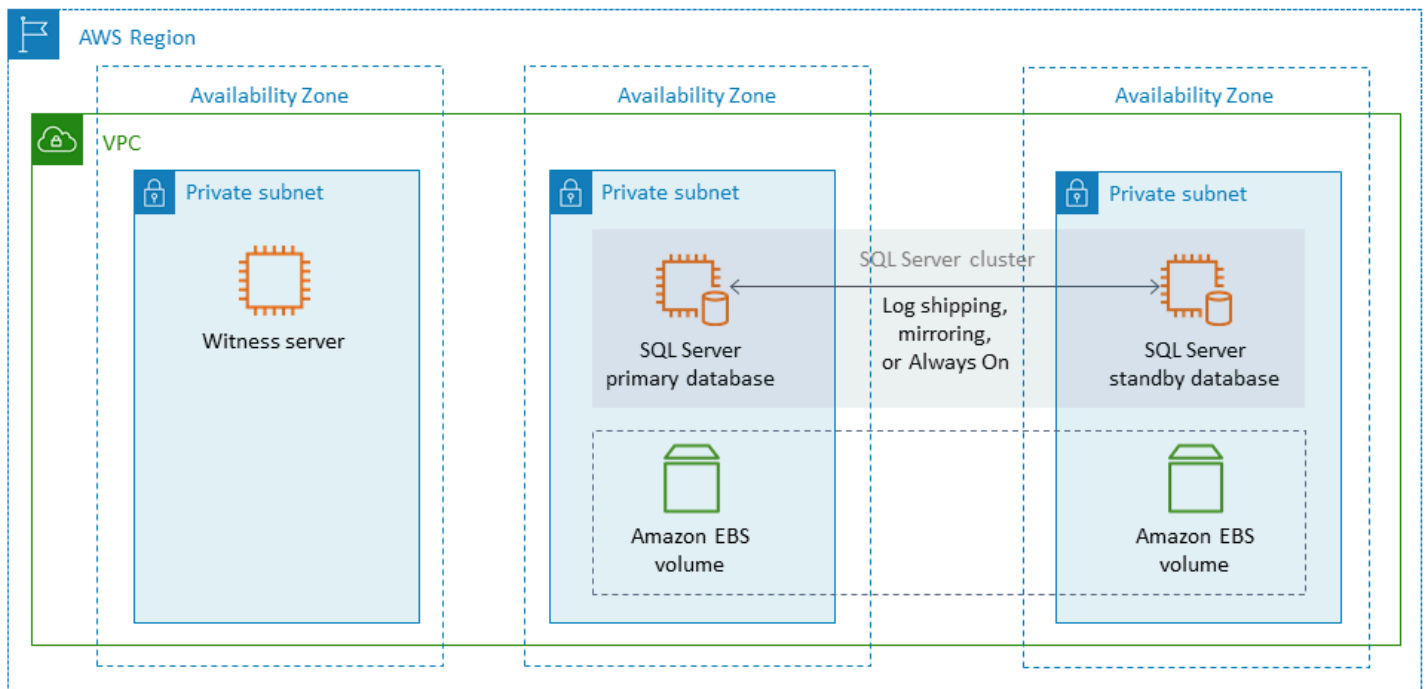 AWS Region
Availability Zone
Availability Zone
Availability Zone
VPC
Private subnet
Private subnet
Private subnet
Witness server
SQL Server cluster
Log shipping,
mirroring,
or Always On
SQL Server
primary database
SQL Server
standby database
Amazon EBS
volume
Amazon EBS
volume